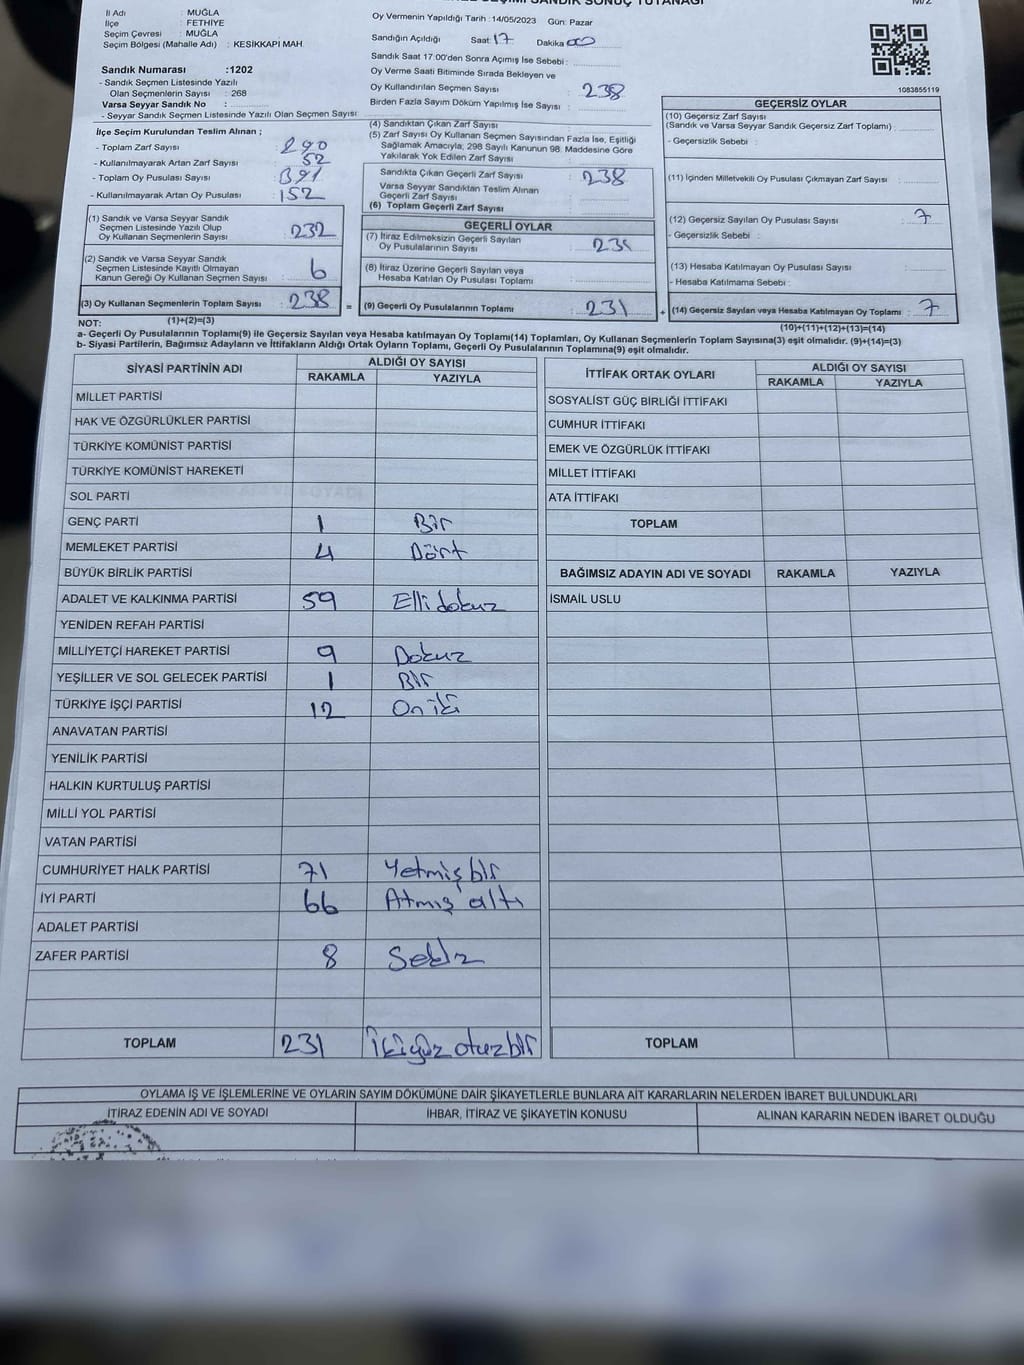 M/2
İl Adı : MUĞLA
İlçe : FETHİYE
Seçim Çevresi : MUĞLA
Seçim Bölgesi (Mahalle Adı) : KESİKKAPI MAH.
Sandık Numarası :1202
- Sandık Seçmen Listesinde Yazılı
Olan Seçmenlerin Sayısı : 268
Varsa Seyyar Sandık No :
- Seyyar Sandık Seçmen Listesinde Yazılı Olan Seçmen Sayısı :
İlçe Seçim Kurulundan Teslim Alınan ;
- Toplam Zarf Sayısı : 290
- Kullanılmayarak Artan Zarf Sayısı : 52
- Toplam Oy Pusulası Sayısı : 391
- Kullanılmayarak Artan Oy Pusulası : 152
(1) Sandık ve Varsa Seyyar Sandık
Seçmen Listesinde Yazılı Olup
Oy Kullanan Seçmenlerin Sayısı : 232
(2) Sandık ve Varsa Seyyar Sandık
Seçmen Listesinde Kayıtlı Olmayan
Kanun Gereği Oy Kullanan Seçmen Sayısı : 6
(3) Oy Kullanan Seçmenlerin Toplam Sayısı : 238 =
(1)+(2)=(3)
Oy Vermenin Yapıldığı Tarih :14/05/2023 Gün: Pazar
Sandığın Açıldığı Saat: 17 Dakika: 00
Sandık Saat 17:00'den Sonra Açımış İse Sebebi :
Oy Verme Saati Bitiminde Sırada Bekleyen ve
Oy Kullandırılan Seçmen Sayısı : 238
Birden Fazla Sayım Döküm Yapılmış İse Sayısı :
(4) Sandıktan Çıkan Zarf Sayısı
(5) Zarf Sayısı Oy Kullanan Seçmen Sayısından Fazla İse, Eşitliği
Sağlamak Amacıyla; 298 Sayılı Kanunun 98. Maddesine Göre
Yakılarak Yok Edilen Zarf Sayısı
Sandıkta Çıkan Geçerli Zarf Sayısı : 238
Varsa Seyyar Sandıktan Teslim Alınan
Geçerli Zarf Sayısı :
(6) Toplam Geçerli Zarf Sayısı :
GEÇERLİ OYLAR
(7) İtiraz Edilmeksizin Geçerli Sayılan
Oy Pusulalarının Sayısı : 231
(8) İtiraz Üzerine Geçerli Sayılan veya
Hesaba Katılan Oy Pusulası Toplamı :
(9) Geçerli Oy Pusulalarının Toplamı : 231 +
1083855119
GEÇERSİZ OYLAR
(10) Geçersiz Zarf Sayısı
(Sandık ve Varsa Seyyar Sandık Geçersiz Zarf Toplamı) :
- Geçersizlik Sebebi :
(11) İçinden Milletvekili Oy Pusulası Çıkmayan Zarf Sayısı :
(12) Geçersiz Sayılan Oy Pusulası Sayısı : 7
- Geçersizlik Sebebi :
(13) Hesaba Katılmayan Oy Pusulası Sayısı :
- Hesaba Katılmama Sebebi :
(14) Geçersiz Sayılan veya Hesaba Katılmayan Oy Toplamı : 7
(10)+(11)+(12)+(13)=(14)
NOT:
a- Geçerli Oy Pusulalarının Toplamı(9) ile Geçersiz Sayılan veya Hesaba katılmayan Oy Toplamı(14) Toplamları, Oy Kullanan Seçmenlerin Toplam Sayısına(3) eşit olmalıdır. (9)+(14)=(3)
b- Siyasi Partilerin, Bağımsız Adayların ve İttifakların Aldığı Ortak Oyların Toplamı, Geçerli Oy Pusulalarının Toplamına(9) eşit olmalıdır.
SİYASİ PARTİNİN ADI ALDIĞI OY SAYISI
RAKAMLA YAZIYLA
MİLLET PARTİSİ
HAK VE ÖZGÜRLÜKLER PARTİSİ
TÜRKİYE KOMÜNİST PARTİSİ
TÜRKİYE KOMÜNİST HAREKETİ
SOL PARTİ
GENÇ PARTİ 1 Bir
MEMLEKET PARTİSİ 4 Dört
BÜYÜK BİRLİK PARTİSİ
ADALET VE KALKINMA PARTİSİ 59 Elli dokuz
YENİDEN REFAH PARTİSİ
MİLLİYETÇİ HAREKET PARTİSİ 9 Dokuz
YEŞİLLER VE SOL GELECEK PARTİSİ 1 Bir
TÜRKİYE İŞÇİ PARTİSİ 12 On iki
ANAVATAN PARTİSİ
YENİLİK PARTİSİ
HALKIN KURTULUŞ PARTİSİ
MİLLİ YOL PARTİSİ
VATAN PARTİSİ
CUMHURİYET HALK PARTİSİ 71 Yetmiş bir
İYİ PARTİ 66 Atmış altı
ADALET PARTİSİ
ZAFER PARTİSİ 8 Sekiz
TOPLAM 231 İkiyüz otuzbir
İTTİFAK ORTAK OYLARI ALDIĞI OY SAYISI
RAKAMLA YAZIYLA
SOSYALİST GÜÇ BİRLİĞİ İTTİFAKI
CUMHUR İTTİFAKI
EMEK VE ÖZGÜRLÜK İTTİFAKI
MİLLET İTTİFAKI
ATA İTTİFAKI
TOPLAM
BAĞIMSIZ ADAYIN ADI VE SOYADI RAKAMLA YAZIYLA
İSMAİL USLU
TOPLAM
OYLAMA İŞ VE İŞLEMLERİNE VE OYLARIN SAYIM DÖKÜMÜNE DAİR ŞİKAYETLERLE BUNLARA AİT KARARLARIN NELERDEN İBARET BULUNDUKLARI
İTİRAZ EDENİN ADI VE SOYADI İHBAR, İTİRAZ VE ŞİKAYETİN KONUSU ALINAN KARARIN NEDEN İBARET OLDUĞU